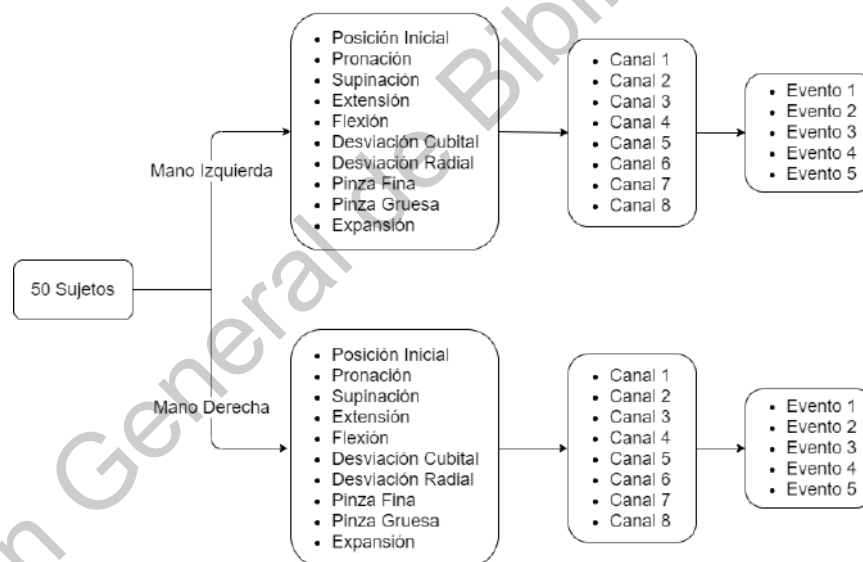 50 Sujetos
Mano Izquierda
• Posición Inicial
• Pronación
• Supinación
• Extensión
• Flexión
• Desviación Cubital
• Desviación Radial
• Pinza Fina
• Pinza Gruesa
• Expansión
• Canal 1
• Canal 2
• Canal 3
• Canal 4
• Canal 5
• Canal 6
• Canal 7
• Canal 8
• Evento 1
• Evento 2
• Evento 3
• Evento 4
• Evento 5
Mano Derecha
• Posición Inicial
• Pronación
• Supinación
• Extensión
• Flexión
• Desviación Cubital
• Desviación Radial
• Pinza Fina
• Pinza Gruesa
• Expansión
• Canal 1
• Canal 2
• Canal 3
• Canal 4
• Canal 5
• Canal 6
• Canal 7
• Canal 8
• Evento 1
• Evento 2
• Evento 3
• Evento 4
• Evento 5
General de